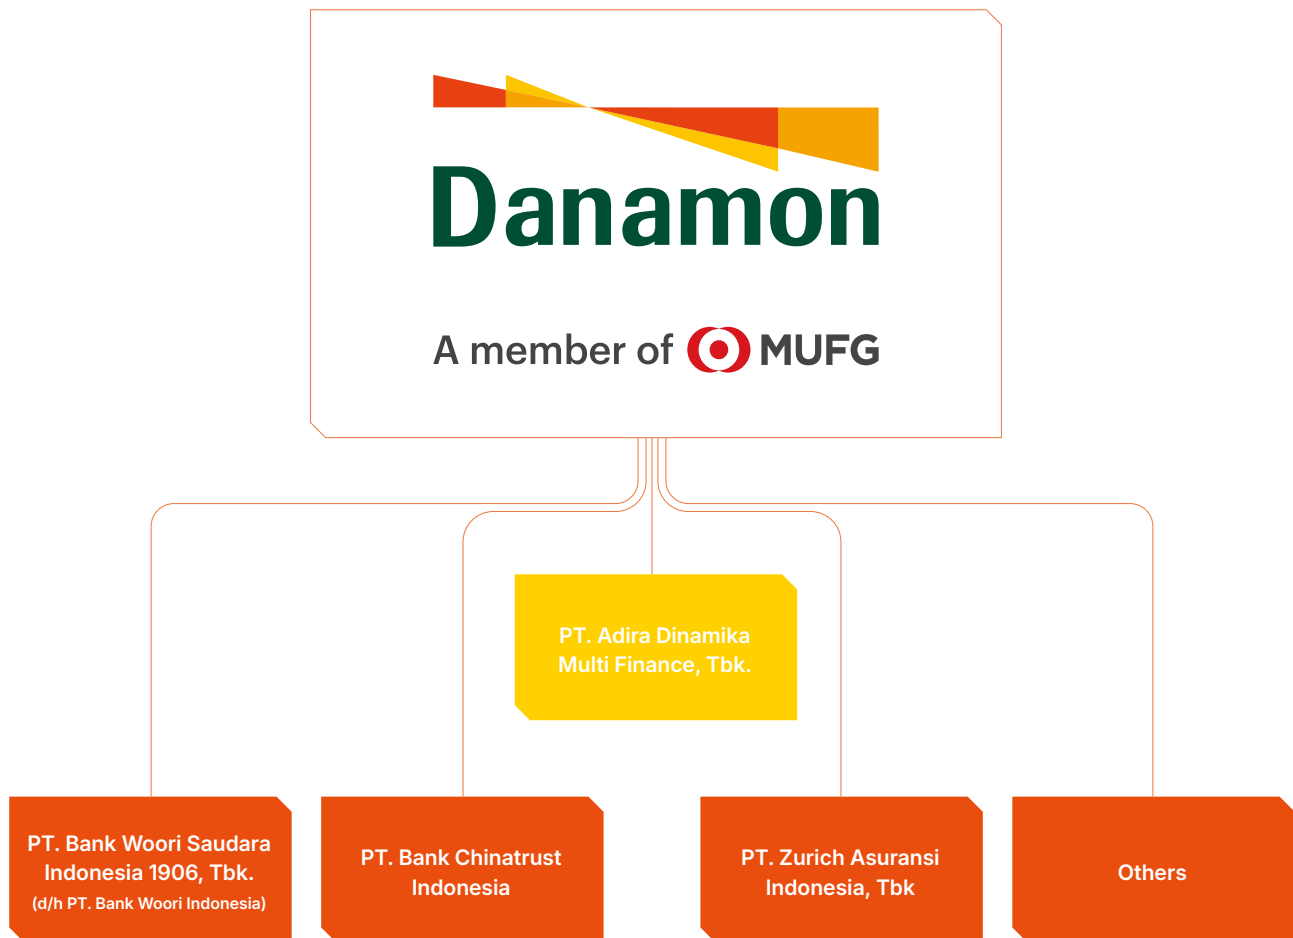 Danamon
A member of MUFG
PT. Adira Dinamika
Multi Finance, Tbk.
PT. Bank Woori Saudara
Indonesia 1906, Tbk.
(d/h PT. Bank Woori Indonesia)
PT. Bank Chinatrust
Indonesia
PT. Zurich Asuransi
Indonesia, Tbk
Others